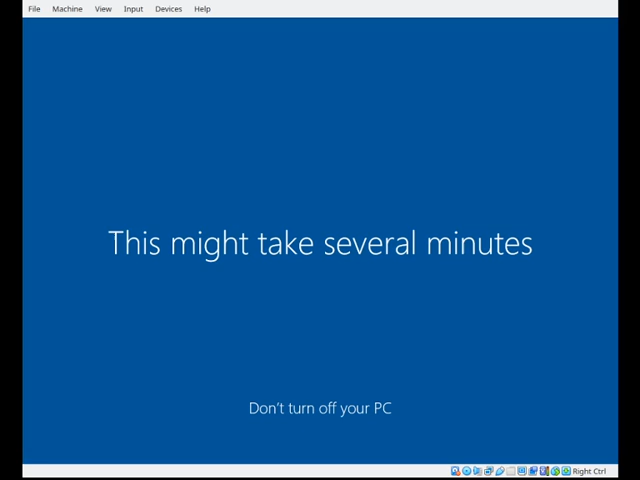 File Machine View Input Devices Help
This might take several minutes
Don't turn off your PC
Right Ctrl